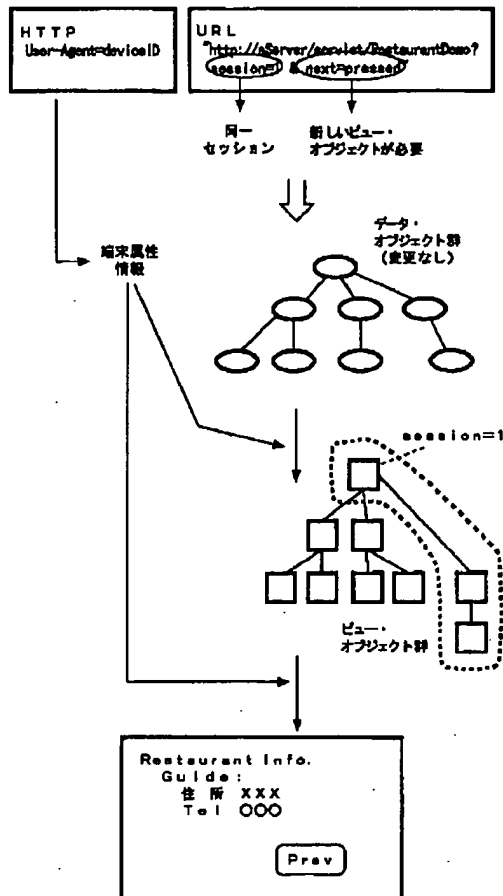 HTTP
User-Agent=deviceID
URL
"http://aServer/servlet/RestaurantDemo?
session=1 & next=pressed"
同一
セッション
新しいビュー・
オブジェクトが必要
データ・
オブジェクト群
(変更なし)
端末属性
情報
session=1
ビュー・
オブジェクト群
Restaurant Info.
Guide:
住所 XXX
Tel 〇〇〇
Prev